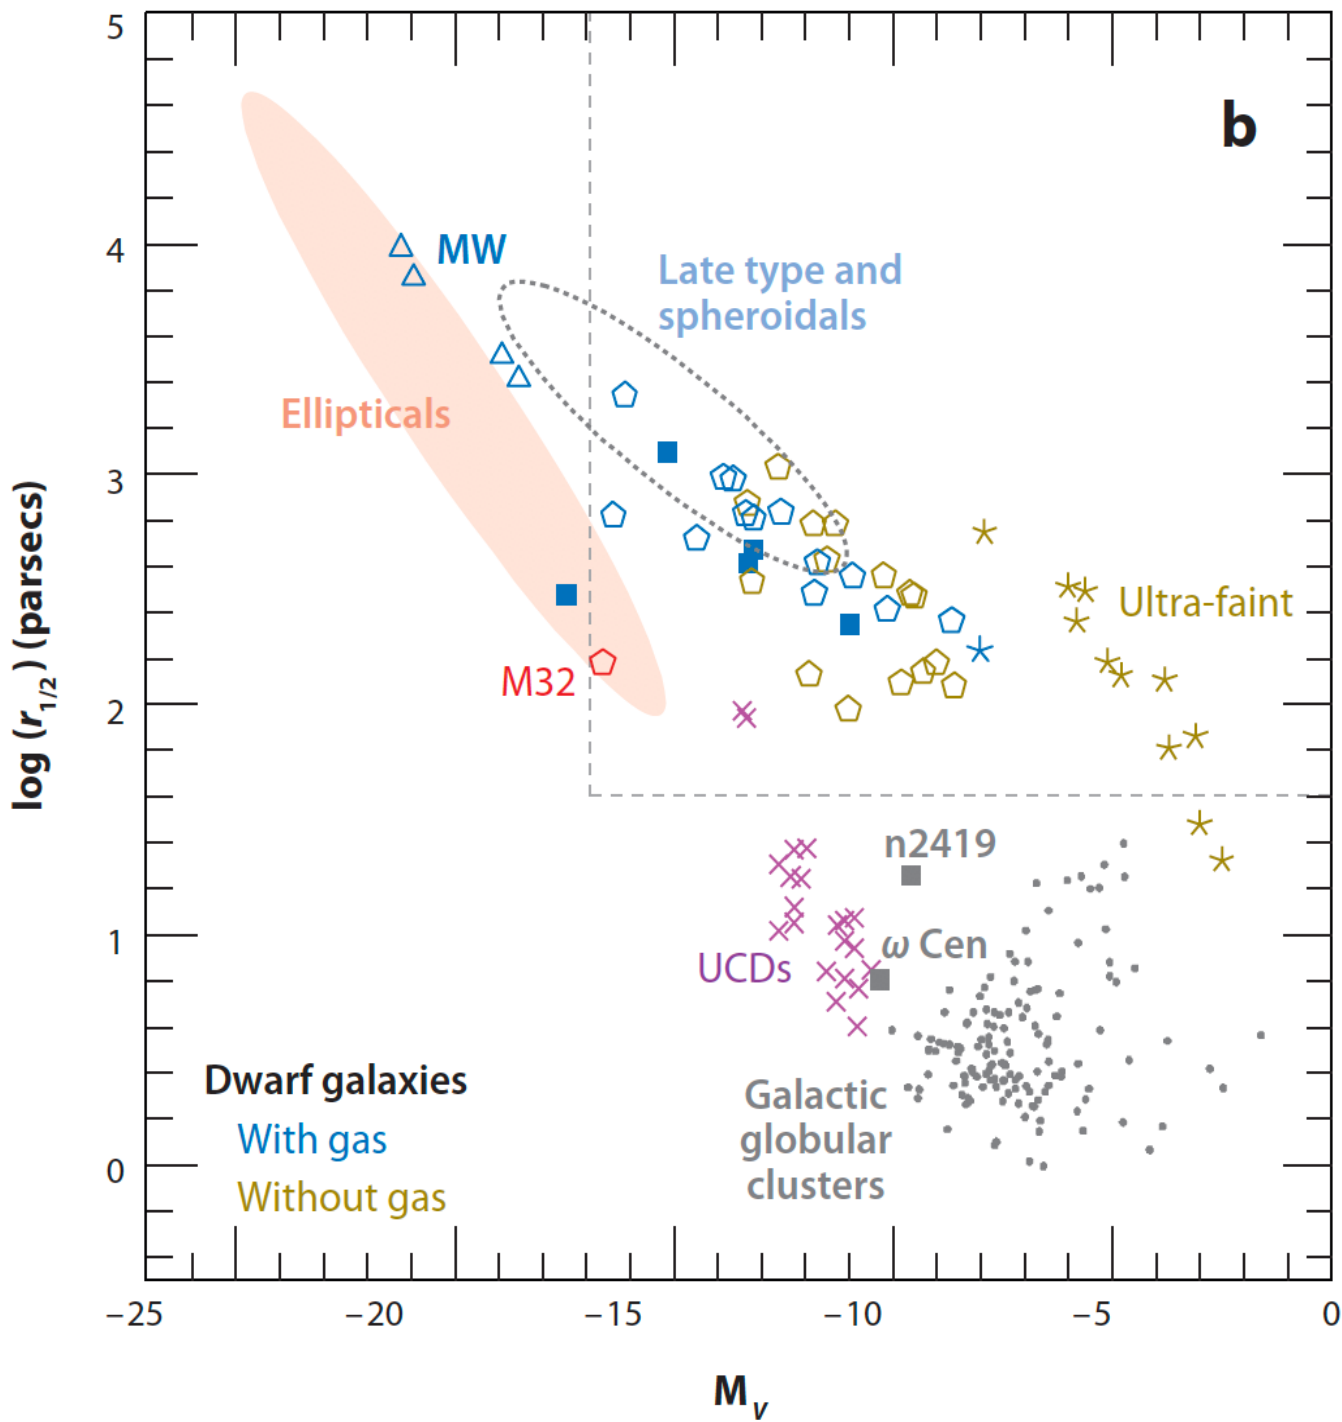 5
b
4
MW
Late type and
spheroidals
Ellipticals
3
Ultra-faint
M32
2
n2419
1
ω Cen
UCDs
Dwarf galaxies
With gas
Without gas
Galactic
globular
clusters
0
log (r1/2) (parsecs)
−25 −20 −15 −10 −5 0
MV